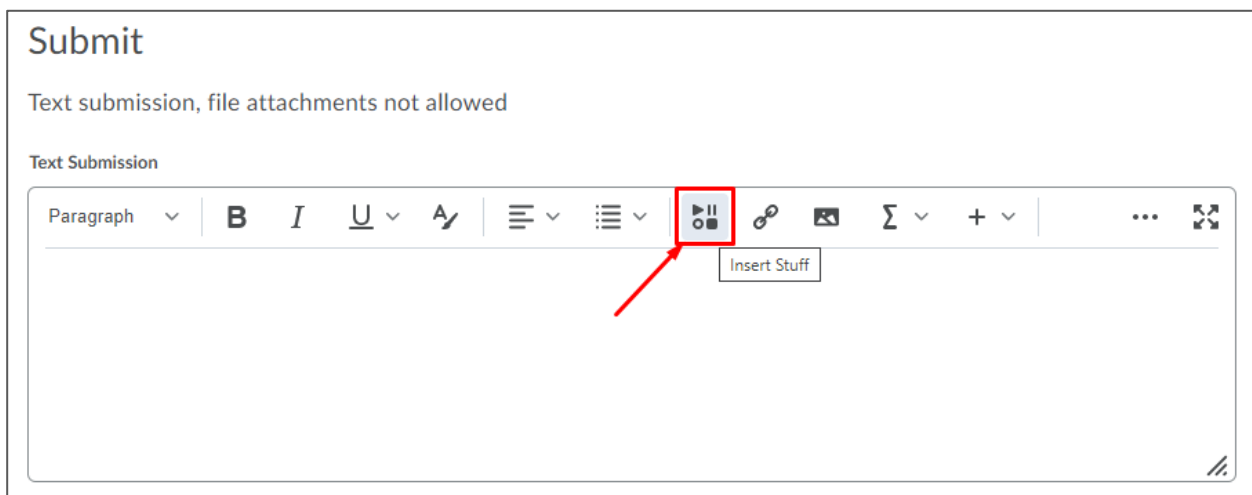 Submit
Text submission, file attachments not allowed
Text Submission
Paragraph B I U A Σ +
Insert Stuff